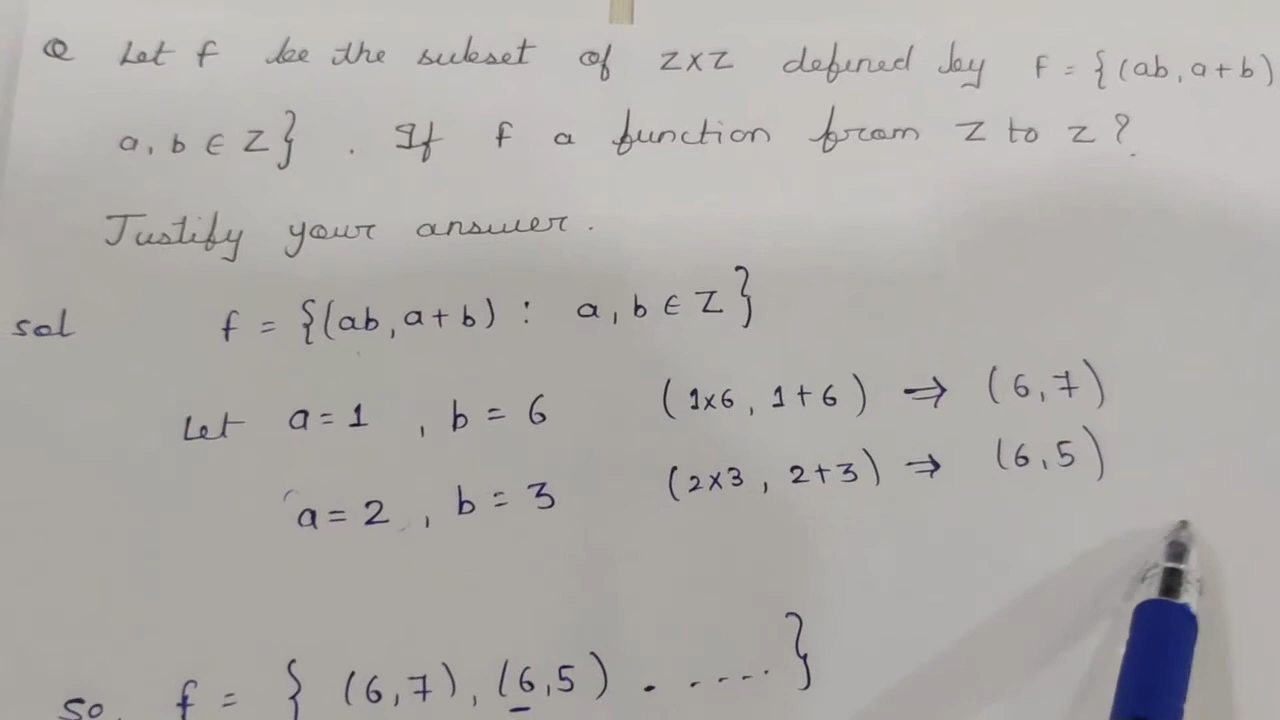 Q Let f be the subset of Z×Z defined by f = {(ab, a+b)
a, b ∈ Z} . If f a function from Z to Z?
Justify your answer.
sol f = {(ab, a+b) : a, b ∈ Z}
Let a = 1 , b = 6 (1×6, 1+6) ⇒ (6,7)
a = 2 , b = 3 (2×3, 2+3) ⇒ (6,5)
So, f = { (6,7), (6,5) . - ....}